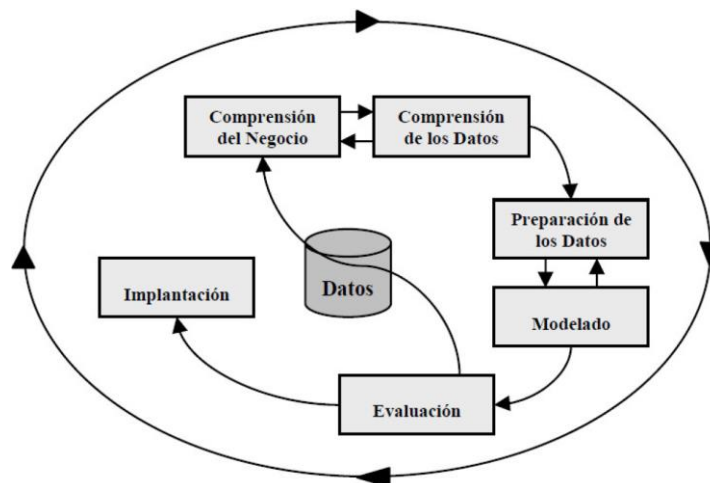 Comprensión
del Negocio
Comprensión
de los Datos
Preparación de
los Datos
Modelado
Evaluación
Implantación
Datos